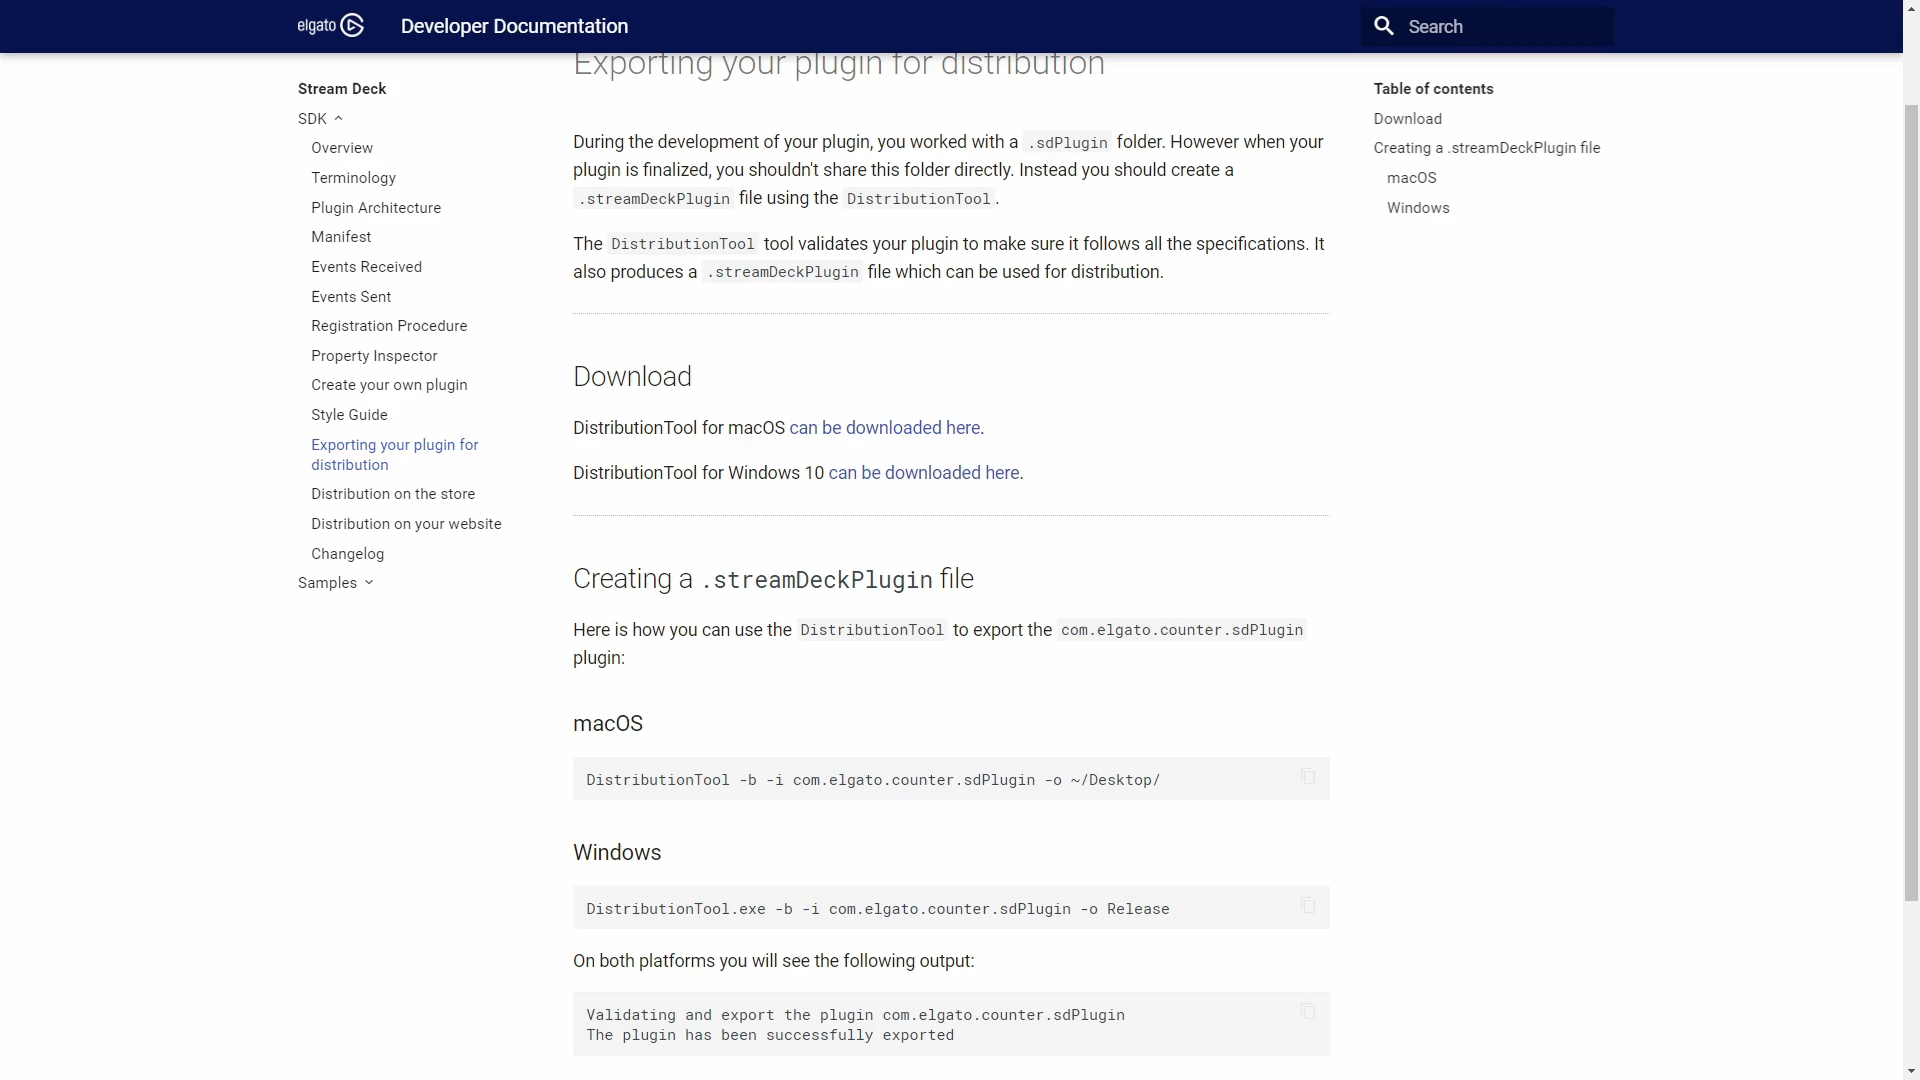 elgato
Developer Documentation
Search
Stream Deck
SDK
Overview
Terminology
Plugin Architecture
Manifest
Events Received
Events Sent
Registration Procedure
Property Inspector
Create your own plugin
Style Guide
Exporting your plugin for
distribution
Distribution on the store
Distribution on your website
Changelog
Samples
Exporting your plugin for distribution
During the development of your plugin, you worked with a .sdPlugin folder. However when your
plugin is finalized, you shouldn't share this folder directly. Instead you should create a
.streamDeckPlugin file using the DistributionTool.
The DistributionTool tool validates your plugin to make sure it follows all the specifications. It
also produces a .streamDeckPlugin file which can be used for distribution.
Download
DistributionTool for macOS can be downloaded here.
DistributionTool for Windows 10 can be downloaded here.
Creating a .streamDeckPlugin file
Here is how you can use the DistributionTool to export the com.elgato.counter.sdPlugin
plugin:
macOS
DistributionTool -b -i com.elgato.counter.sdPlugin -o ~/Desktop/
Windows
DistributionTool.exe -b -i com.elgato.counter.sdPlugin -o Release
On both platforms you will see the following output:
Validating and export the plugin com.elgato.counter.sdPlugin
The plugin has been successfully exported
Table of contents
Download
Creating a .streamDeckPlugin file
macOS
Windows